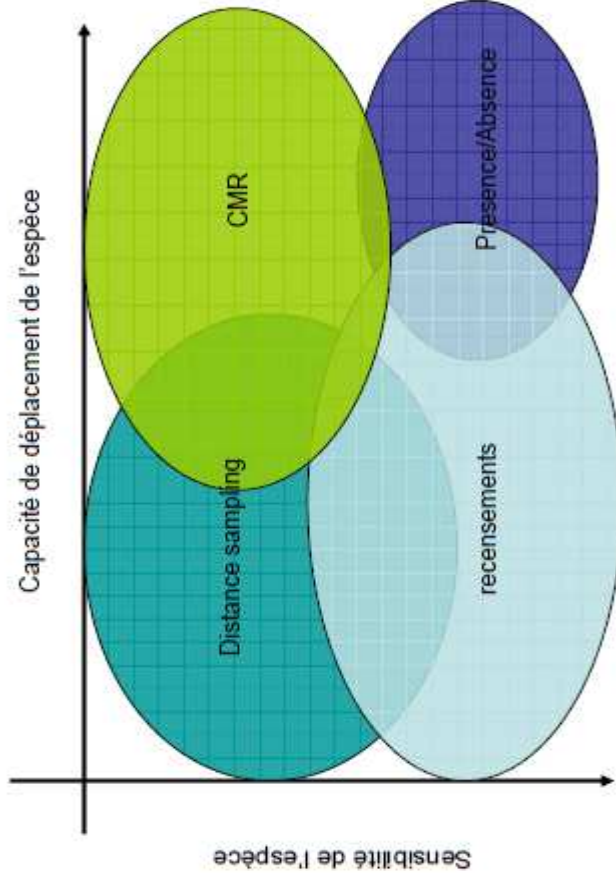 Capacité de déplacement de l'espèce
CMR
Presence/Absence
Distance sampling
recensements
Sensibilité de l'espèce